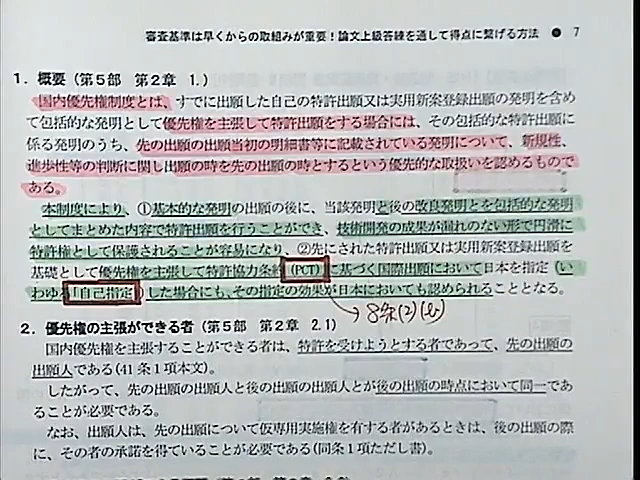 審査基準は早くからの取組みが重要！論文上級答練を通して得点に繋げる方法 ● 7
1．概要（第5部 第2章 1.）
国内優先権制度とは、すでに出願した自己の特許出願又は実用新案登録出願の発明を含め
て包括的な発明として優先権を主張して特許出願をする場合には、その包括的な特許出願に
係る発明のうち、先の出願の出願当初の明細書等に記載されている発明について、新規性、
進歩性等の判断に関し出願の時を先の出願の時とするという優先的な取扱いを認めるもので
ある。
本制度により、①基本的な発明の出願の後に、当該発明と後の改良発明とを包括的な発明
としてまとめた内容で特許出願を行うことができ、技術開発の成果が漏れのない形で円滑に
特許権として保護されることが容易になり、②先にされた特許出願又は実用新案登録出願を
基礎として優先権を主張して特許協力条約（PCT）に基づく国際出願において日本を指定（い
わゆる「自己指定」）した場合にも、その指定の効果が日本においても認められることとなる。
→ 8条(2)(b)
2．優先権の主張ができる者（第5部 第2章 2.1）
国内優先権を主張することができる者は、特許を受けようとする者であって、先の出願の
出願人である（41条1項本文）。
したがって、先の出願の出願人と後の出願の出願人とが後の出願の時点において同一であ
ることが必要である。
なお、出願人は、先の出願について仮専用実施権を有する者があるときは、後の出願の際
に、その者の承諾を得ていることが必要である（同条1項ただし書）。